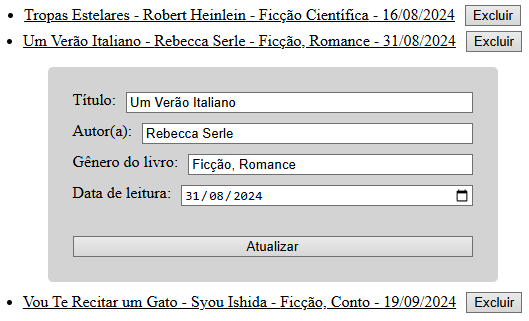 Tropas Estelares - Robert Heinlein - Ficção Científica - 16/08/2024 Excluir
Um Verão Italiano - Rebecca Serle - Ficção, Romance - 31/08/2024 Excluir
Título: Um Verão Italiano
Autor(a): Rebecca Serle
Gênero do livro: Ficção, Romance
Data de leitura: 31/08/2024
Atualizar
Vou Te Recitar um Gato - Syou Ishida - Ficção, Conto - 19/09/2024 Excluir